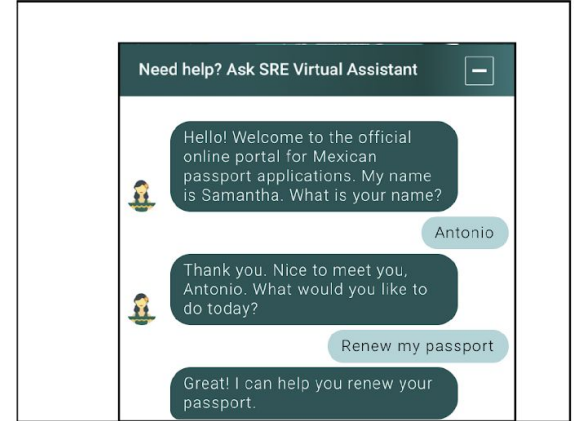 Need help? Ask SRE Virtual Assistant
Hello! Welcome to the official
online portal for Mexican
passport applications. My name
is Samantha. What is your name?
Antonio
Thank you. Nice to meet you,
Antonio. What would you like to
do today?
Renew my passport
Great! I can help you renew your
passport.